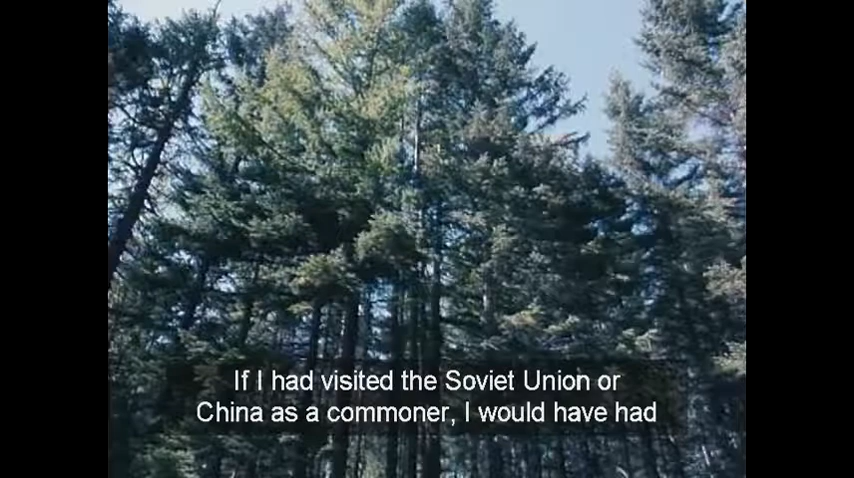 If I had visited the Soviet Union or
China as a commoner, I would have had